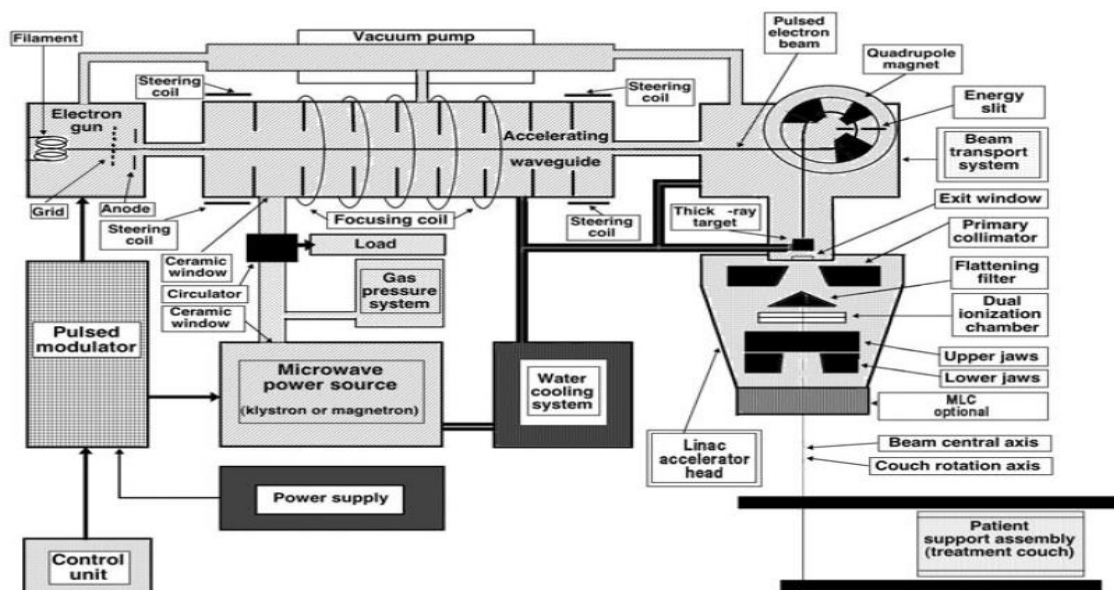 Filament
Vacuum pump
Pulsed
electron
beam
Quadrupole
magnet
Steering
coil
Steering
coil
Energy
slit
Electron
gun
Accelerating
waveguide
Beam
transport
system
Grid
Anode
Steering
coil
Focusing coil
Steering
coil
Thick -ray
target
Exit window
Primary
collimator
Ceramic
window
Load
Flattening
filter
Circulator
Gas
pressure
system
Ceramic
window
Dual
ionization
chamber
Pulsed
modulator
Microwave
power source
(klystron or magnetron)
Water
cooling
system
Upper jaws
Lower jaws
MLC
optional
Linac
accelerator
head
Beam central axis
Couch rotation axis
Power supply
Patient
support assembly
(treatment couch)
Control
unit